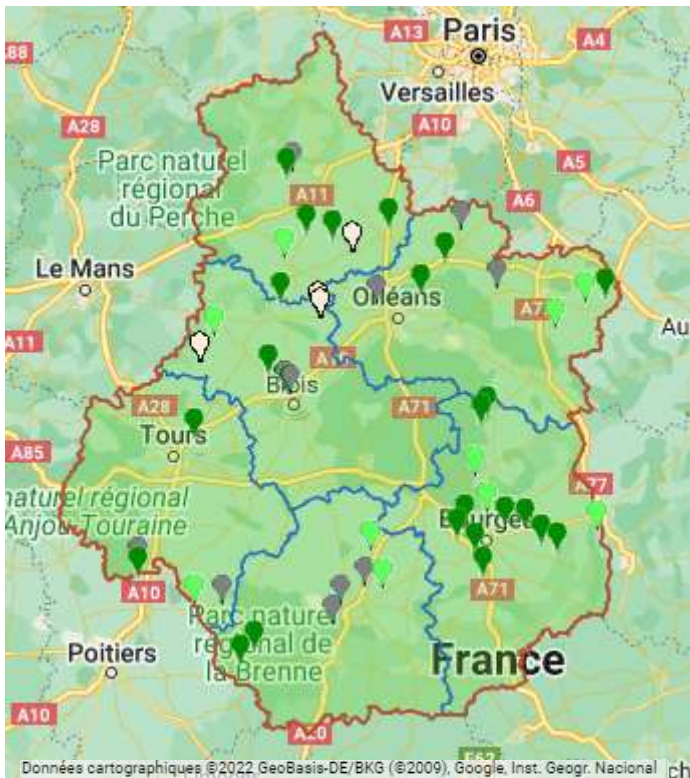 Paris
A13
A4
A88
Versailles
A28
A10
Parc naturel
régional
du Perche
A11
A5
A6
Le Mans
Orléans
A11
Blois
A28
A71
Tours
A85
naturel régional
Anjou-Touraine
A77
A10
A71
Parc naturel
régional de
la Brenne
Poitiers
France
A10
A20
Données cartographiques ©2022 GeoBasis-DE/BKG (©2009), Google, Inst. Geogr. Nacional